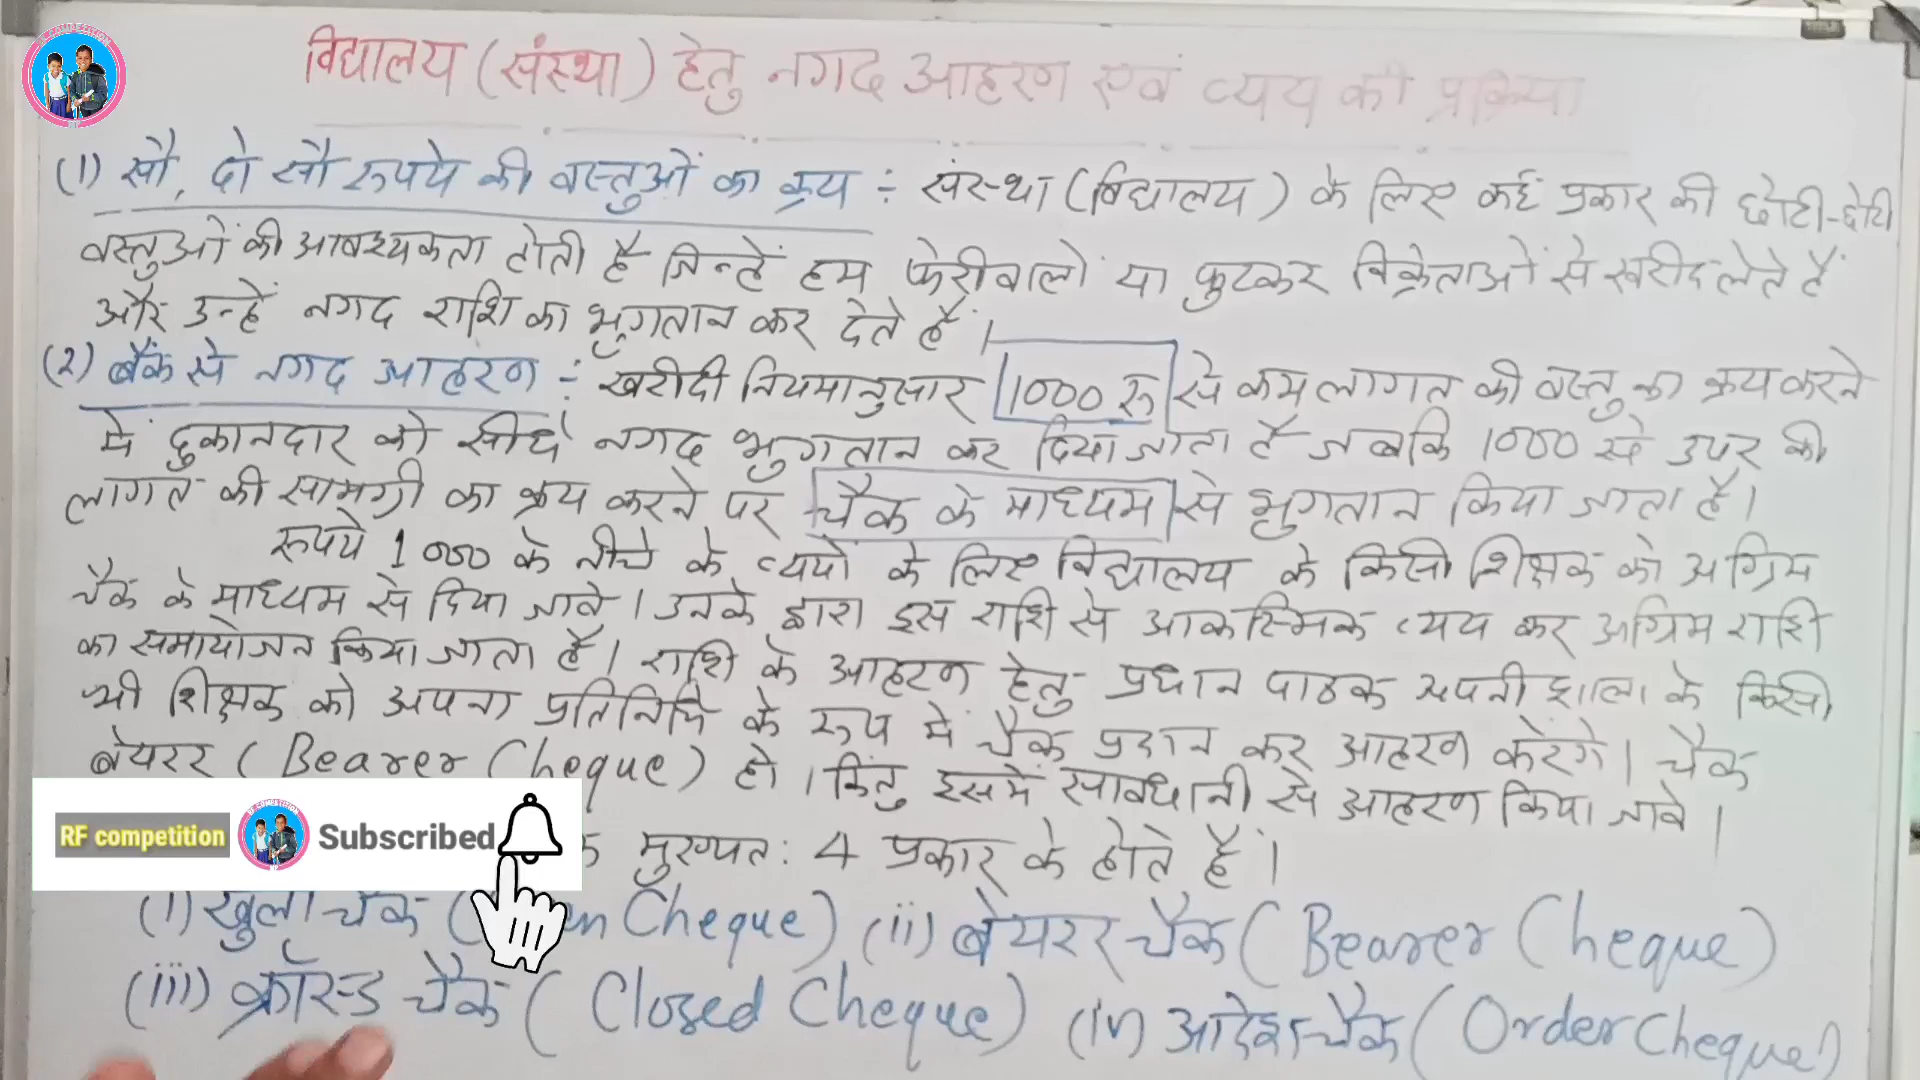 विद्यालय (संस्था) हेतु नगद आहरण एवं व्यय की प्रक्रिया
(1) सौ, दो सौ रुपये की वस्तुओं का क्रय :- संस्था (विद्यालय) के लिए कई प्रकार की छोटी-छोटी
वस्तुओं की आवश्यकता होती है जिन्हें हम फेरीवालों या फुटकर विक्रेताओं से खरीद लेते हैं
और उन्हें नगद राशि का भुगतान कर देते हैं।
(2) बैंक से नगद आहरण :- खरीदी नियमानुसार 1000 रु से कम लागत की वस्तु का क्रय करने
में दुकानदार को सीधे नगद भुगतान कर दिया जाता है जबकि 1000 से उपर की
लागत की सामग्री का क्रय करने पर चैक के माध्यम से भुगतान किया जाता है।
रुपये 1000 के नीचे के व्ययों के लिए विद्यालय के किसी शिक्षक को अग्रिम
चैक के माध्यम से दिया जावे। उनके द्वारा इस राशि से आकस्मिक व्यय कर अग्रिम राशि
का समायोजन किया जाता है। राशि के आहरण हेतु प्रधान पाठक अपनी शाला के किसी
भी शिक्षक को अपना प्रतिनिधि के रूप में चैक प्रदान कर आहरण करेंगे। चैक
बेयरर (Bearer Cheque) हो। किंतु इसमें सावधानी से आहरण किया जावे।
मुख्यतः 4 प्रकार के होते हैं।
(i) खुला चैक ( Cheque) (ii) बेयरर चैक (Bearer Cheque)
(iii) क्रॉस्ड चैक (Closed Cheque) (iv) आदेश चैक (Order Cheque)
RF competition Subscribed